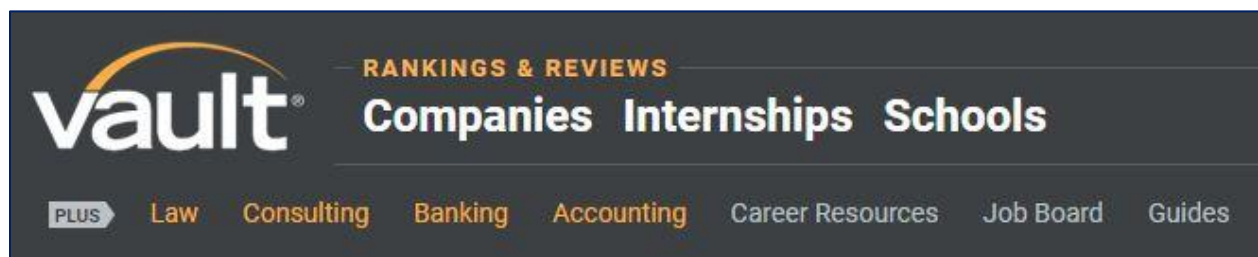 vault®
RANKINGS & REVIEWS
Companies Internships Schools
PLUS Law Consulting Banking Accounting Career Resources Job Board Guides